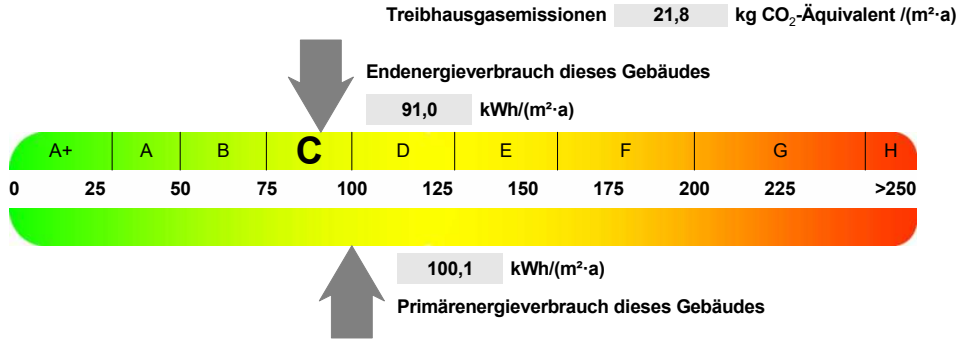 Treibhausgasemissionen 21,8 kg CO₂-Äquivalent /(m²·a)
Endenergieverbrauch dieses Gebäudes
91,0 kWh/(m²·a)
A+ A B C D E F G H
0 25 50 75 100 125 150 175 200 225 >250
100,1 kWh/(m²·a)
Primärenergieverbrauch dieses Gebäudes